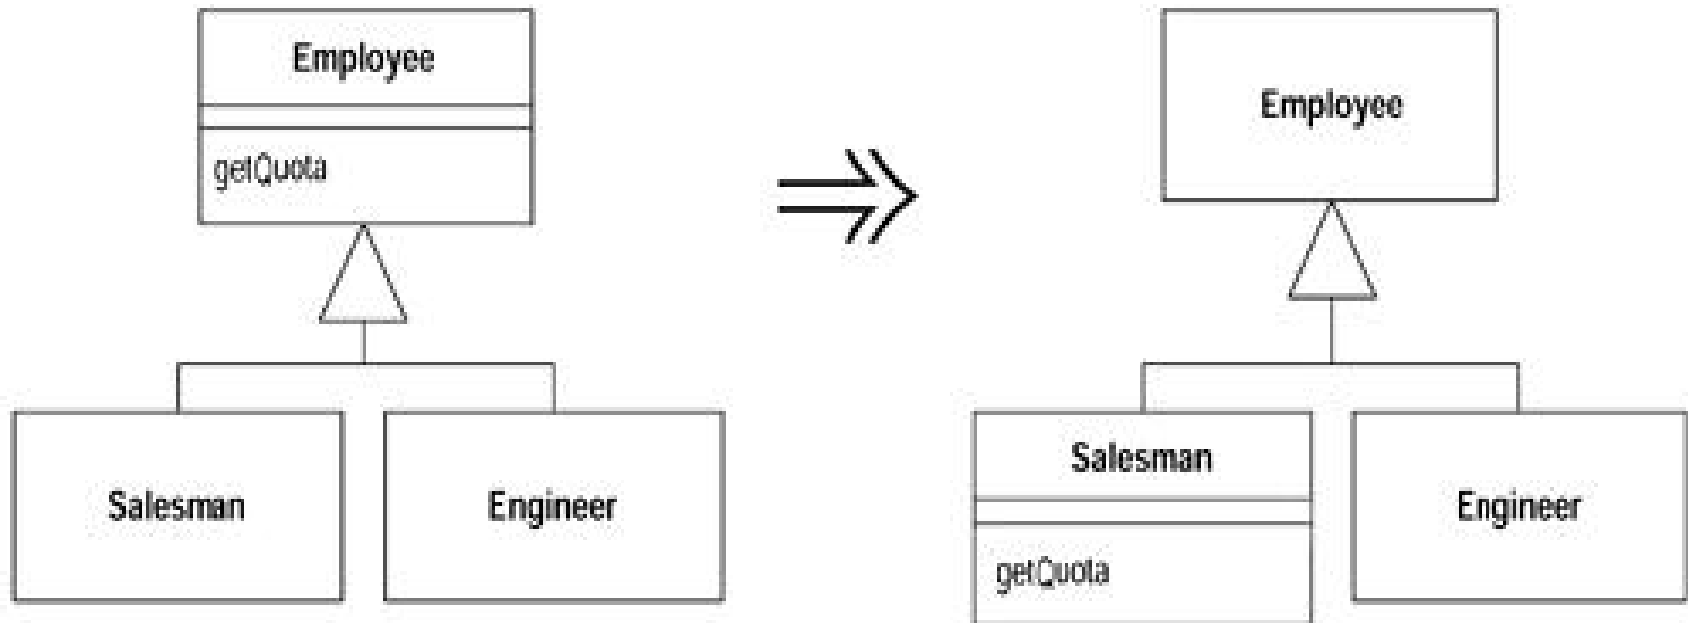 Employee
getQuota
Salesman
Engineer
Employee
Salesman
getQuota
Engineer